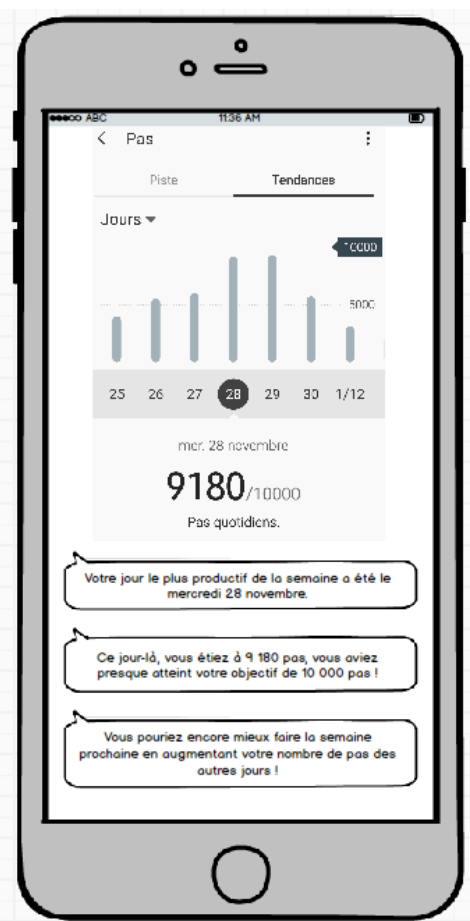 ABC 11:36 AM
Pas
Piste Tendances
Jours
10000
5000
25 26 27 28 29 30 1/12
mer. 28 novembre
9180/10000
Pas quotidiens.
Votre jour le plus productif de la semaine a été le
mercredi 28 novembre.
Ce jour-là, vous étiez à 9 180 pas, vous aviez
presque atteint votre objectif de 10 000 pas !
Vous pouriez encore mieux faire la semaine
prochaine en augmentant votre nombre de pas des
autres jours !